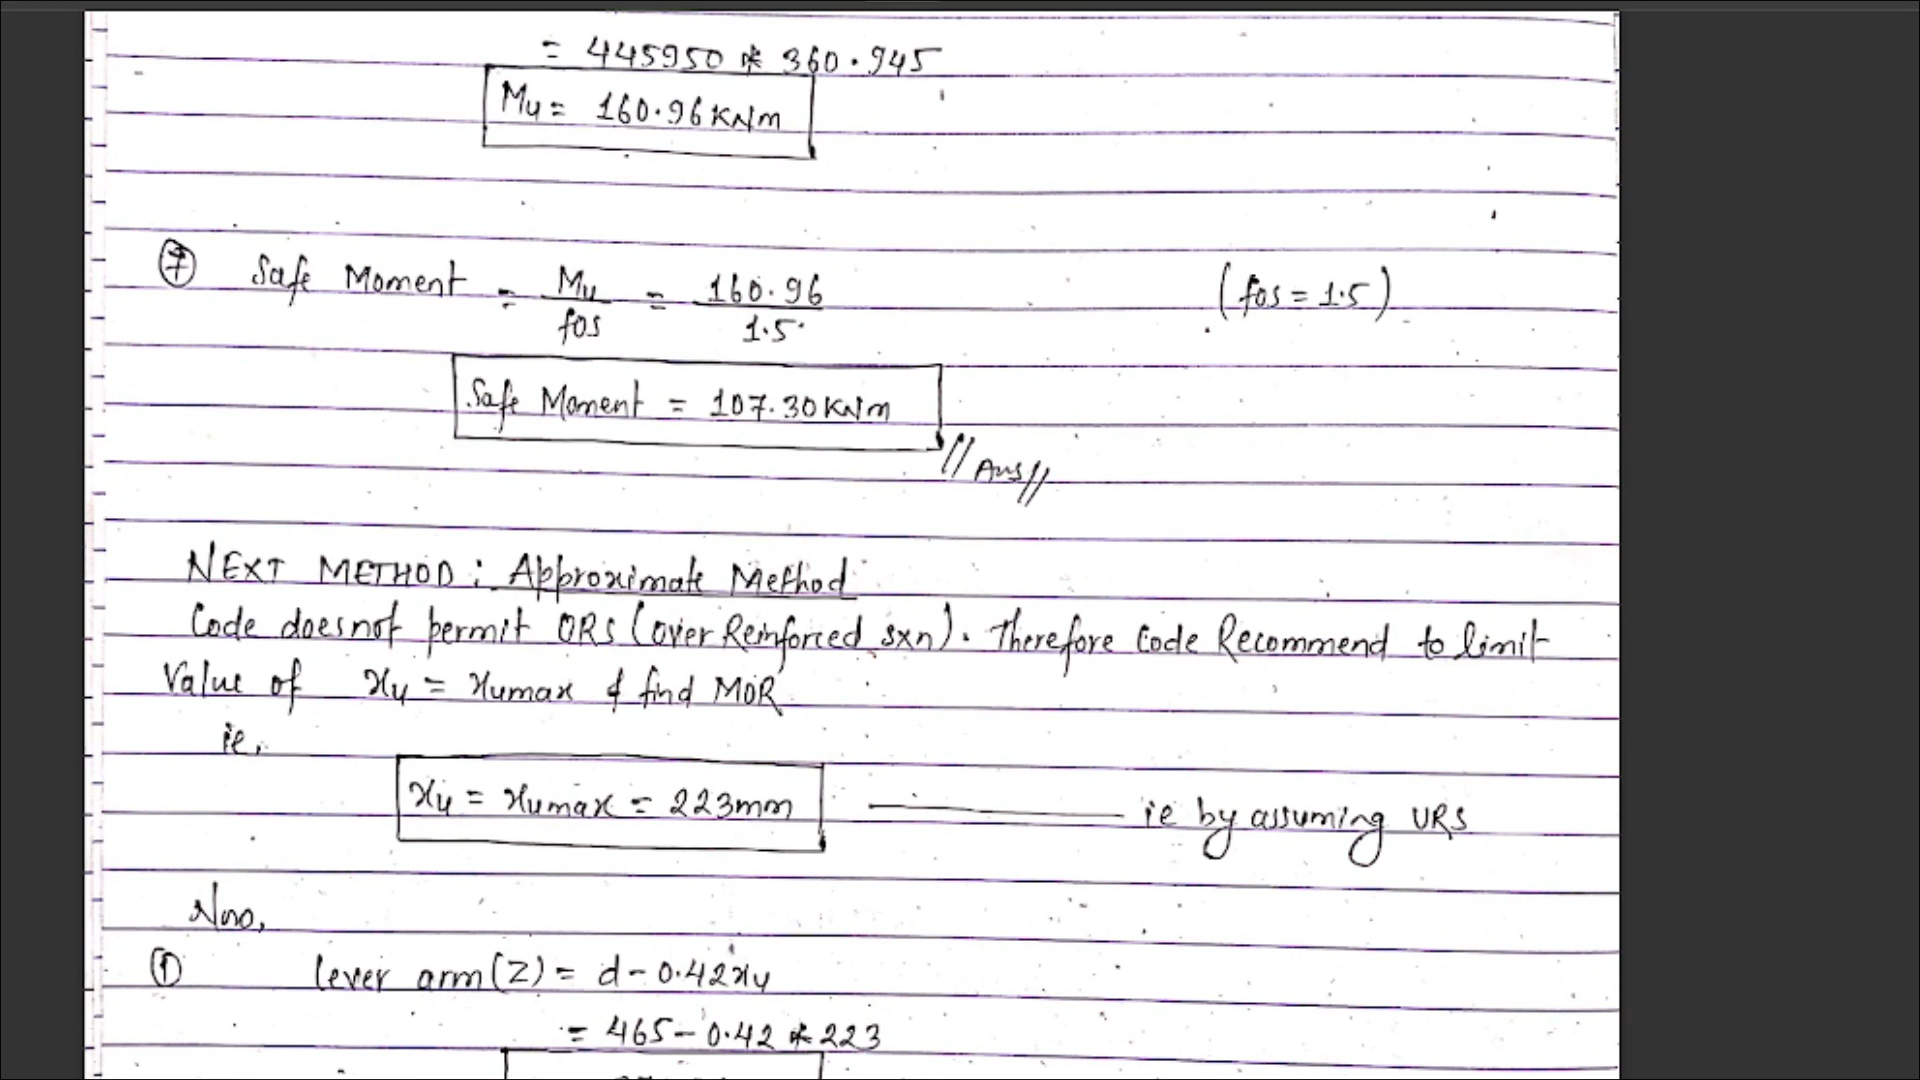 = 445950 * 360.945
Mu = 160.96 KNm
⑦ Safe Moment = Mu/fos = 160.96/1.5 (fos = 1.5)
Safe Moment = 107.30 KNm
// Ans //
NEXT METHOD : Approximate Method
Code doesnot permit ORS (over Reinforced sxn). Therefore Code Recommend to limit
Value of xu = xumax & find MOR
ie,
xu = xumax = 223mm ——— ie by assuming URS
Now,
① lever arm (Z) = d - 0.42xu
= 465 - 0.42 * 223